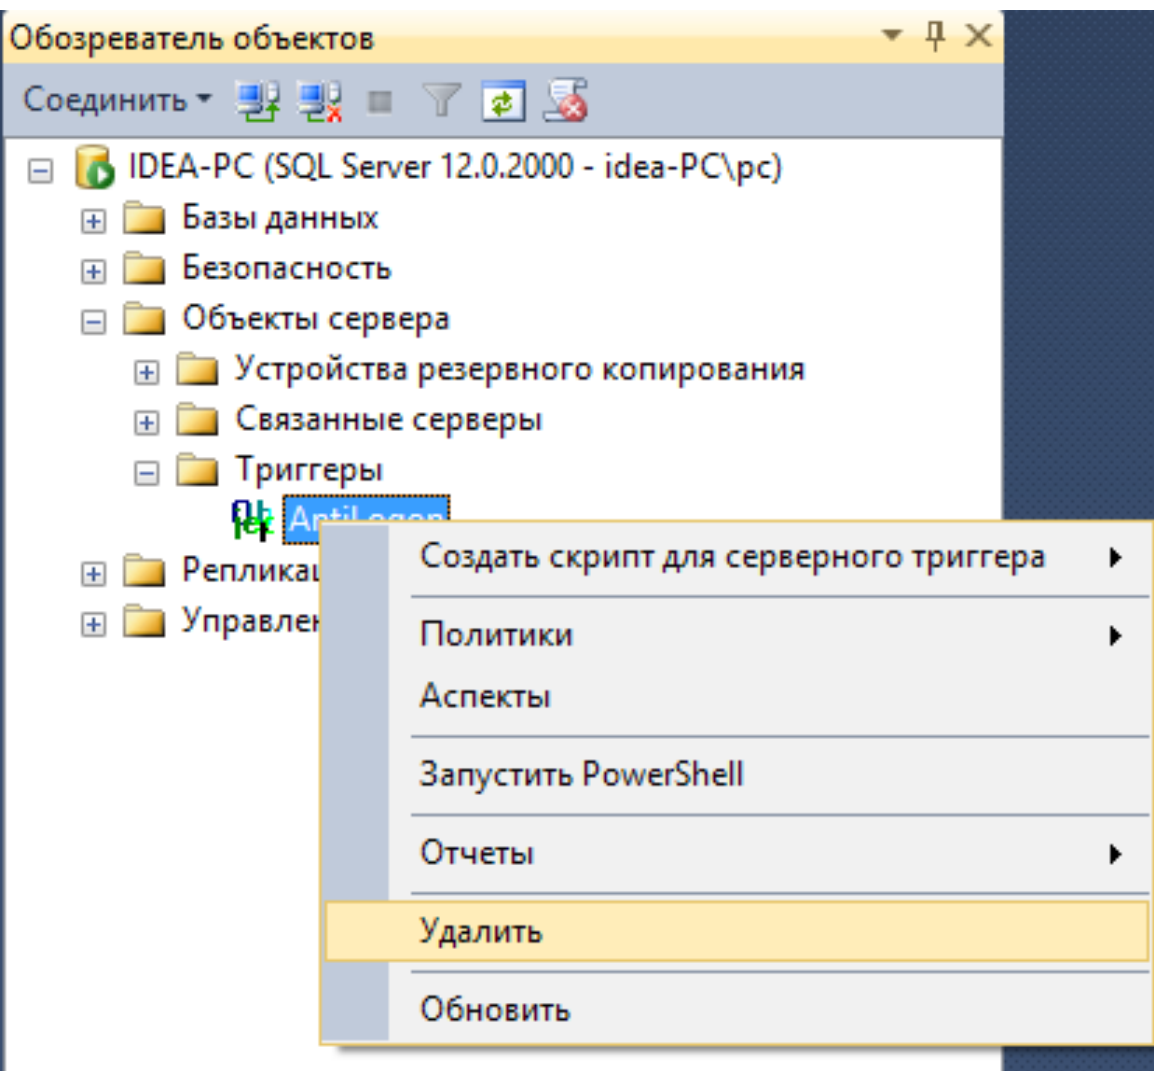 Обозреватель объектов
Соединить
IDEA-PC (SQL Server 12.0.2000 - idea-PC\pc)
Базы данных
Безопасность
Объекты сервера
Устройства резервного копирования
Связанные серверы
Триггеры
AntiLogon
Создать скрипт для серверного триггера
Политики
Аспекты
Запустить PowerShell
Отчеты
Удалить
Обновить